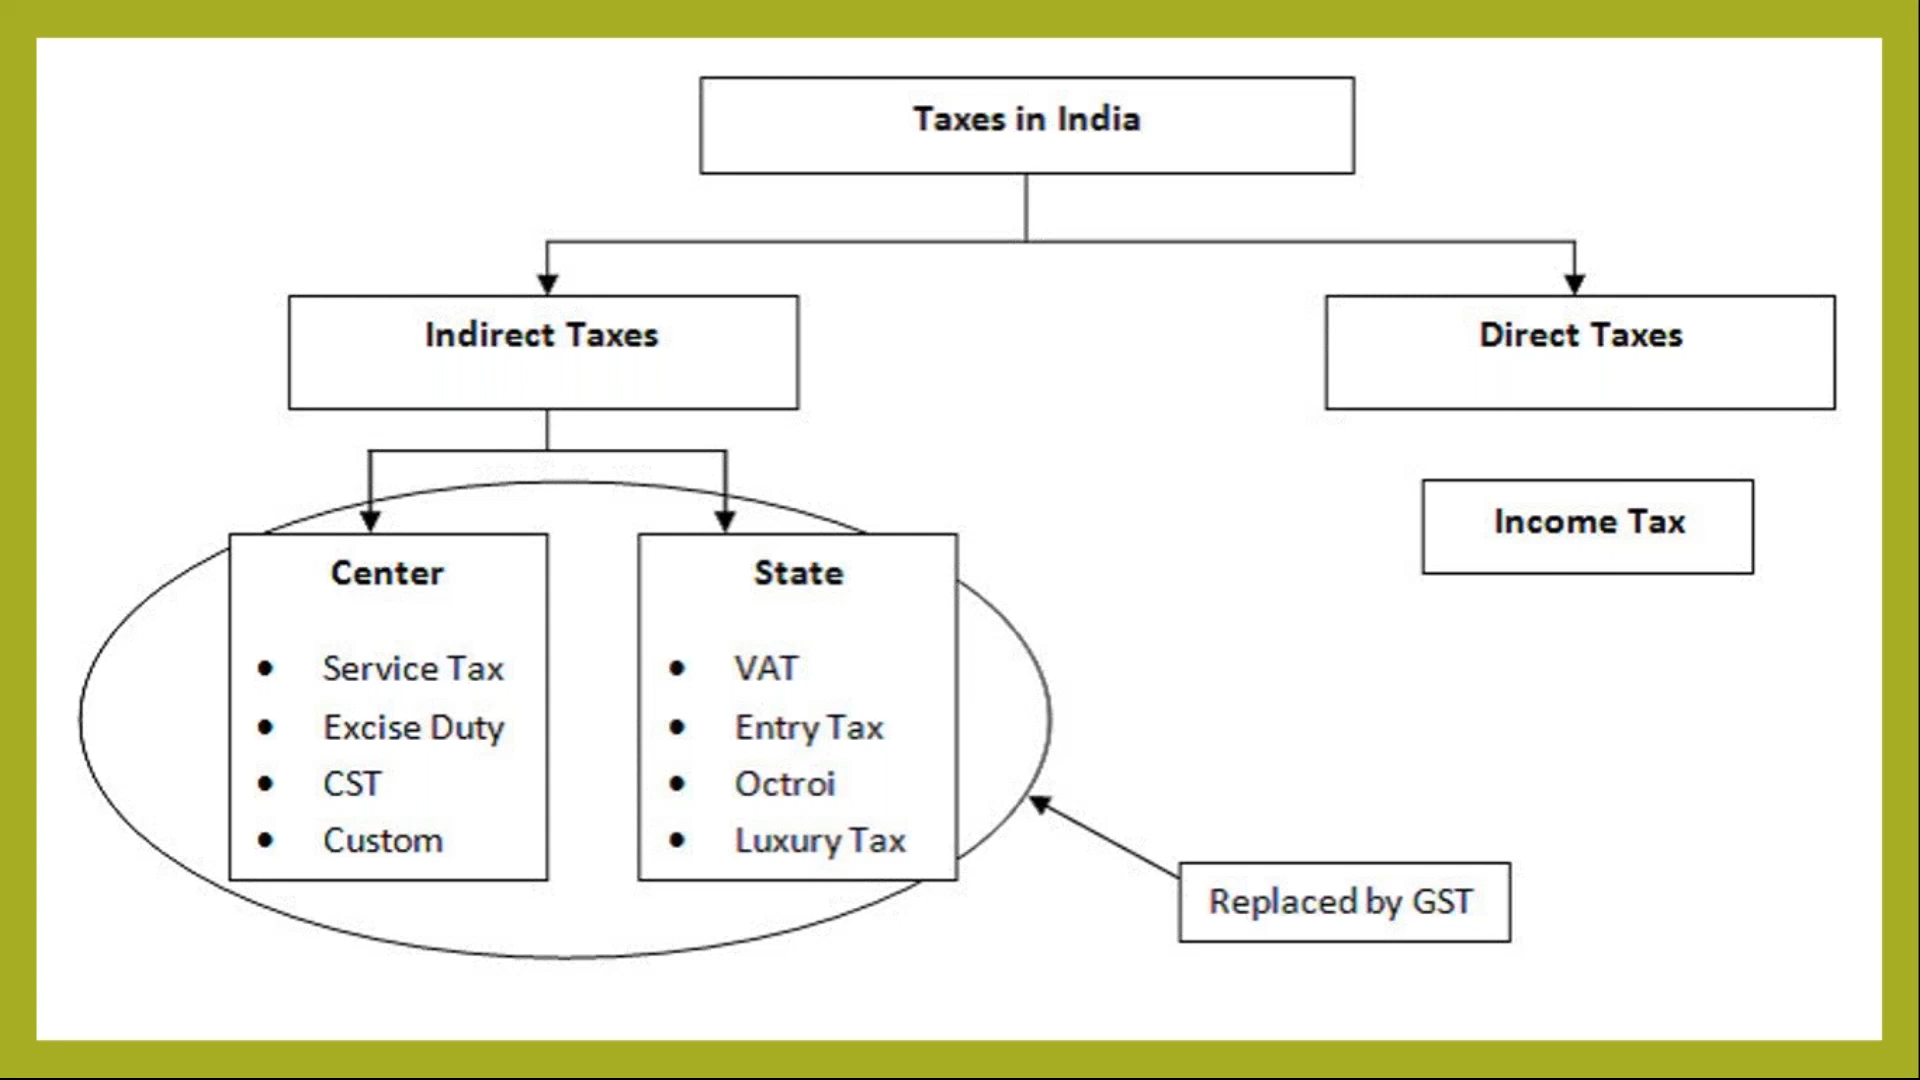 Taxes in India
Indirect Taxes
Direct Taxes
Income Tax
Center
• Service Tax
• Excise Duty
• CST
• Custom
State
• VAT
• Entry Tax
• Octroi
• Luxury Tax
Replaced by GST